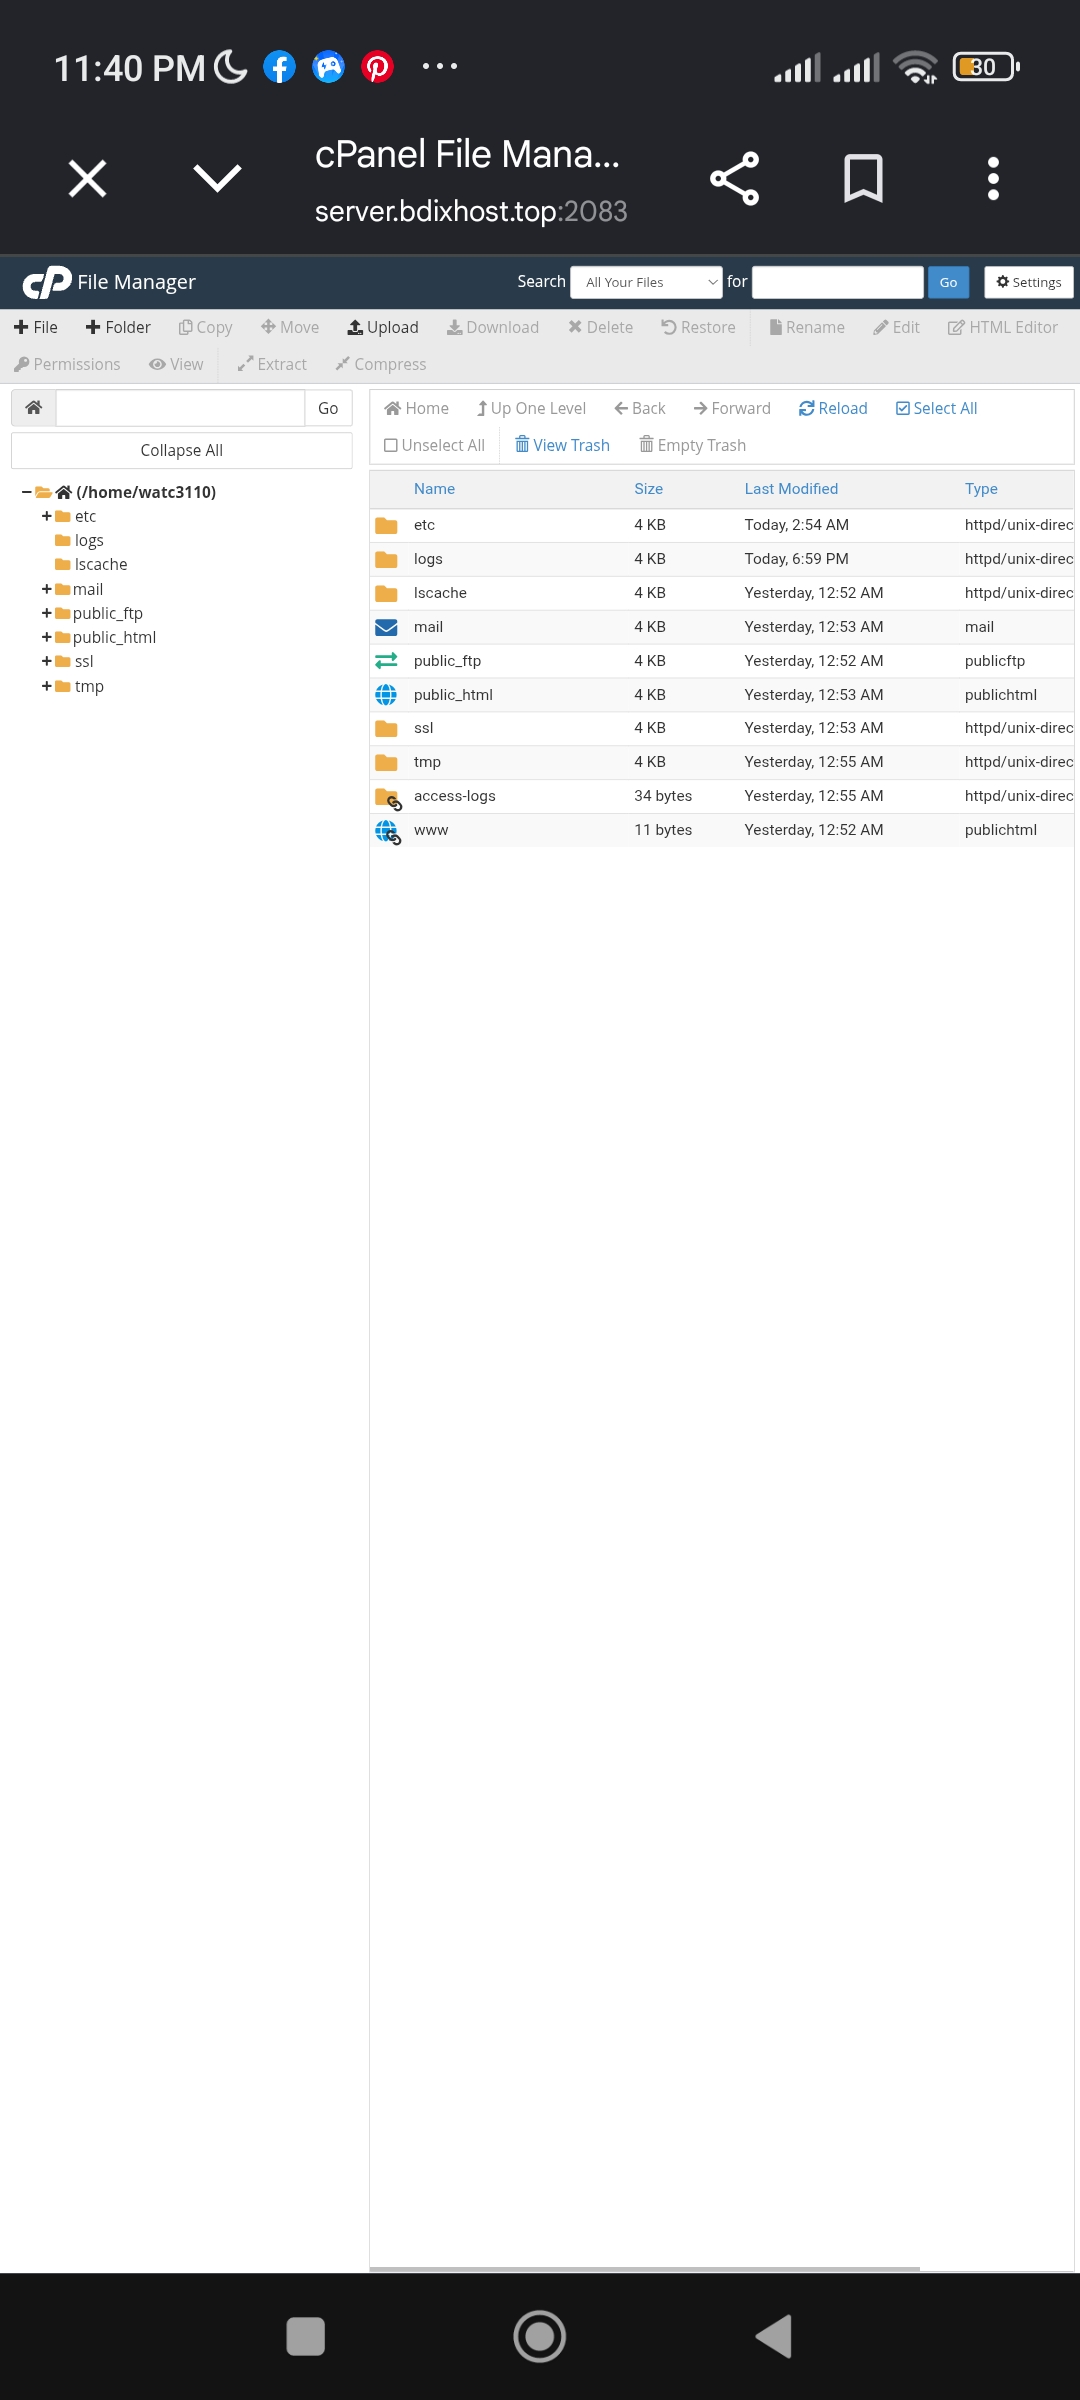 11:40 PM
30
cPanel File Mana...
server.bdixhost.top:2083
cP File Manager Search All Your Files for Go Settings
File Folder Copy Move Upload Download Delete Restore Rename Edit HTML Editor
Permissions View Extract Compress
Go Home Up One Level Back Forward Reload Select All
Collapse All Unselect All View Trash Empty Trash
(/home/watc3110)
etc
logs
lscache
mail
public_ftp
public_html
ssl
tmp
Name Size Last Modified Type
etc 4 KB Today, 2:54 AM httpd/unix-direc
logs 4 KB Today, 6:59 PM httpd/unix-direc
lscache 4 KB Yesterday, 12:52 AM httpd/unix-direc
mail 4 KB Yesterday, 12:53 AM mail
public_ftp 4 KB Yesterday, 12:52 AM publicftp
public_html 4 KB Yesterday, 12:53 AM publichtml
ssl 4 KB Yesterday, 12:53 AM httpd/unix-direc
tmp 4 KB Yesterday, 12:55 AM httpd/unix-direc
access-logs 34 bytes Yesterday, 12:55 AM httpd/unix-direc
www 11 bytes Yesterday, 12:52 AM publichtml